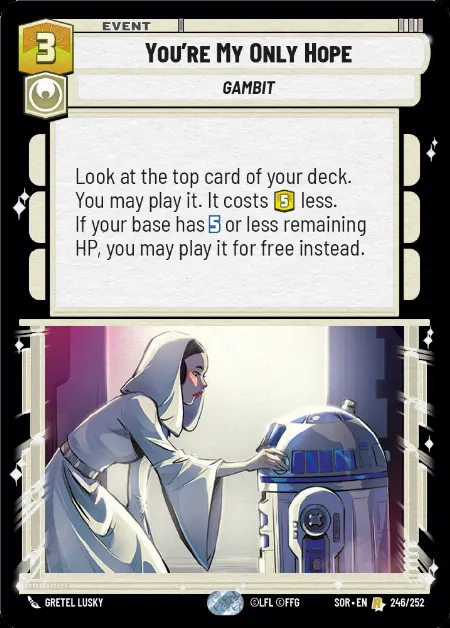 EVENT
3
YOU'RE MY ONLY HOPE
GAMBIT
Look at the top card of your deck.
You may play it. It costs 5 less.
If your base has 5 or less remaining
HP, you may play it for free instead.
GRETEL LUSKY
©LFL ©FFG
SOR • EN R 246/252